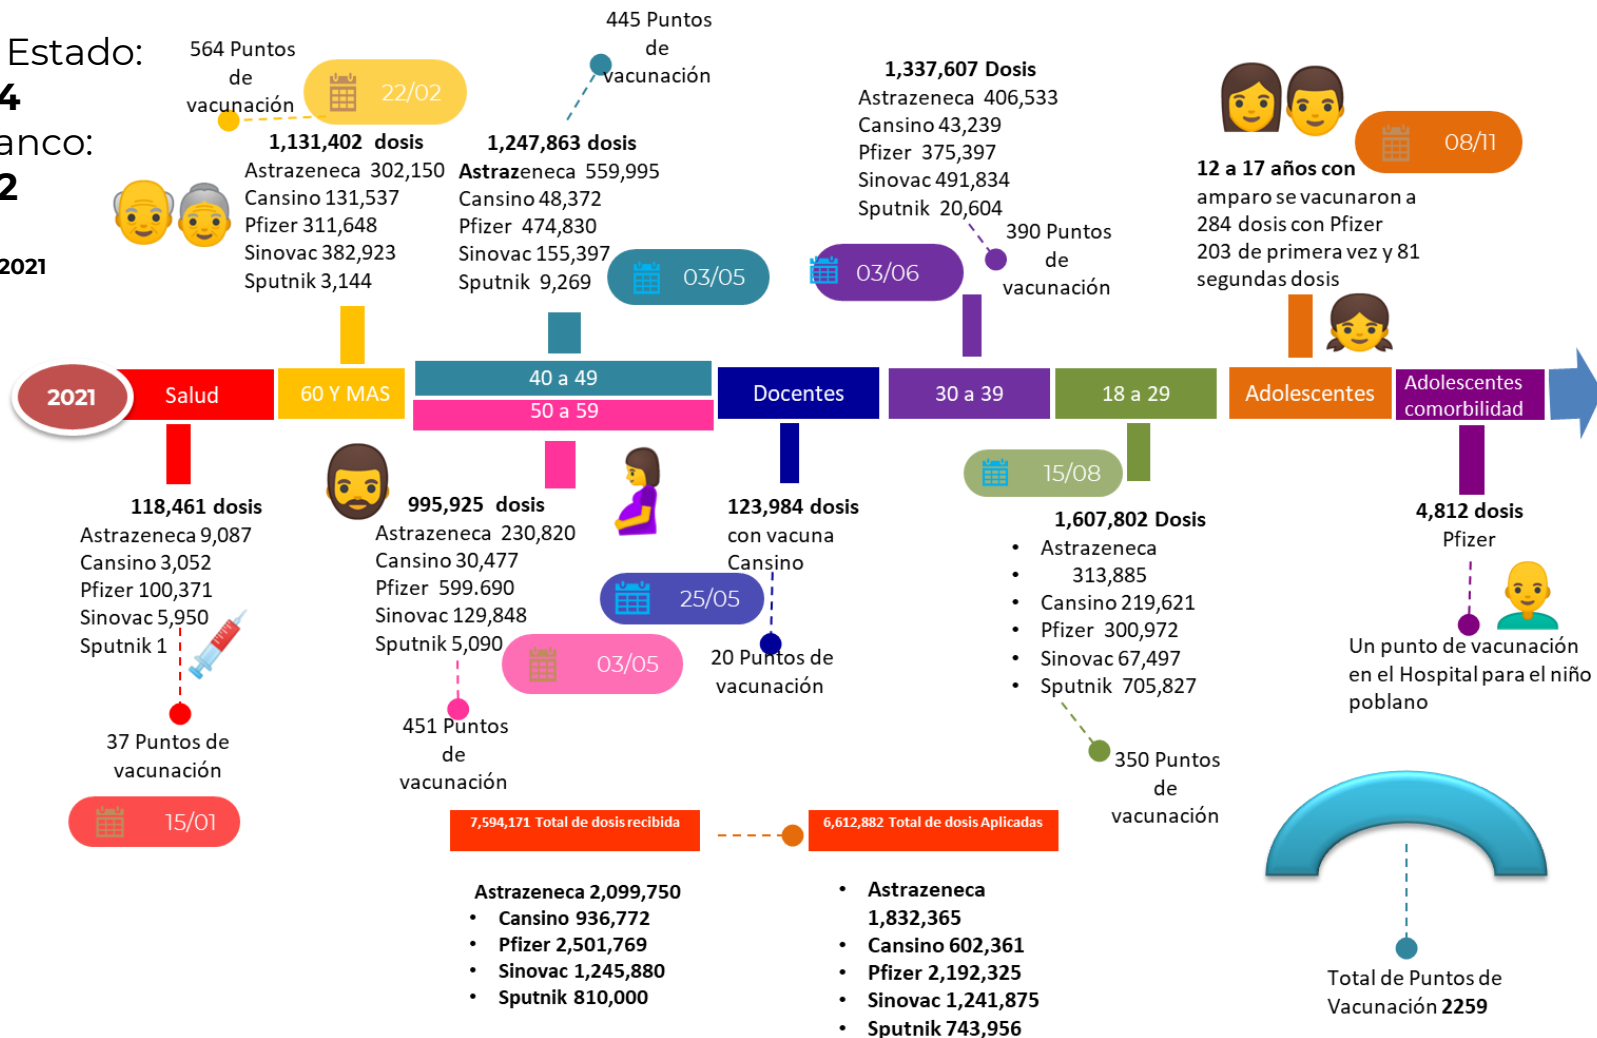 Estado:
4
anco:
2
2021
564 Puntos
de
vacunación
22/02
1,131,402 dosis
Astrazeneca 302,150
Cansino 131,537
Pfizer 311,648
Sinovac 382,923
Sputnik 3,144
445 Puntos
de
vacunación
1,247,863 dosis
Astrazeneca 559,995
Cansino 48,372
Pfizer 474,830
Sinovac 155,397
Sputnik 9,269
03/05
1,337,607 Dosis
Astrazeneca 406,533
Cansino 43,239
Pfizer 375,397
Sinovac 491,834
Sputnik 20,604
03/06
390 Puntos
de
vacunación
08/11
12 a 17 años con
amparo se vacunaron a
284 dosis con Pfizer
203 de primera vez y 81
segundas dosis
2021
Salud
60 Y MAS
40 a 49
50 a 59
Docentes
30 a 39
18 a 29
Adolescentes
Adolescentes
comorbilidad
118,461 dosis
Astrazeneca 9,087
Cansino 3,052
Pfizer 100,371
Sinovac 5,950
Sputnik 1
37 Puntos de
vacunación
15/01
995,925 dosis
Astrazeneca 230,820
Cansino 30,477
Pfizer 599.690
Sinovac 129,848
Sputnik 5,090
03/05
451 Puntos
de
vacunación
123,984 dosis
con vacuna
Cansino
25/05
20 Puntos de
vacunación
15/08
1,607,802 Dosis
• Astrazeneca
• 313,885
• Cansino 219,621
• Pfizer 300,972
• Sinovac 67,497
• Sputnik 705,827
350 Puntos
de
vacunación
4,812 dosis
Pfizer
Un punto de vacunación
en el Hospital para el niño
poblano
7,594,171 Total de dosis recibida
Astrazeneca 2,099,750
• Cansino 936,772
• Pfizer 2,501,769
• Sinovac 1,245,880
• Sputnik 810,000
6,612,882 Total de dosis Aplicadas
• Astrazeneca
1,832,365
• Cansino 602,361
• Pfizer 2,192,325
• Sinovac 1,241,875
• Sputnik 743,956
Total de Puntos de
Vacunación 2259